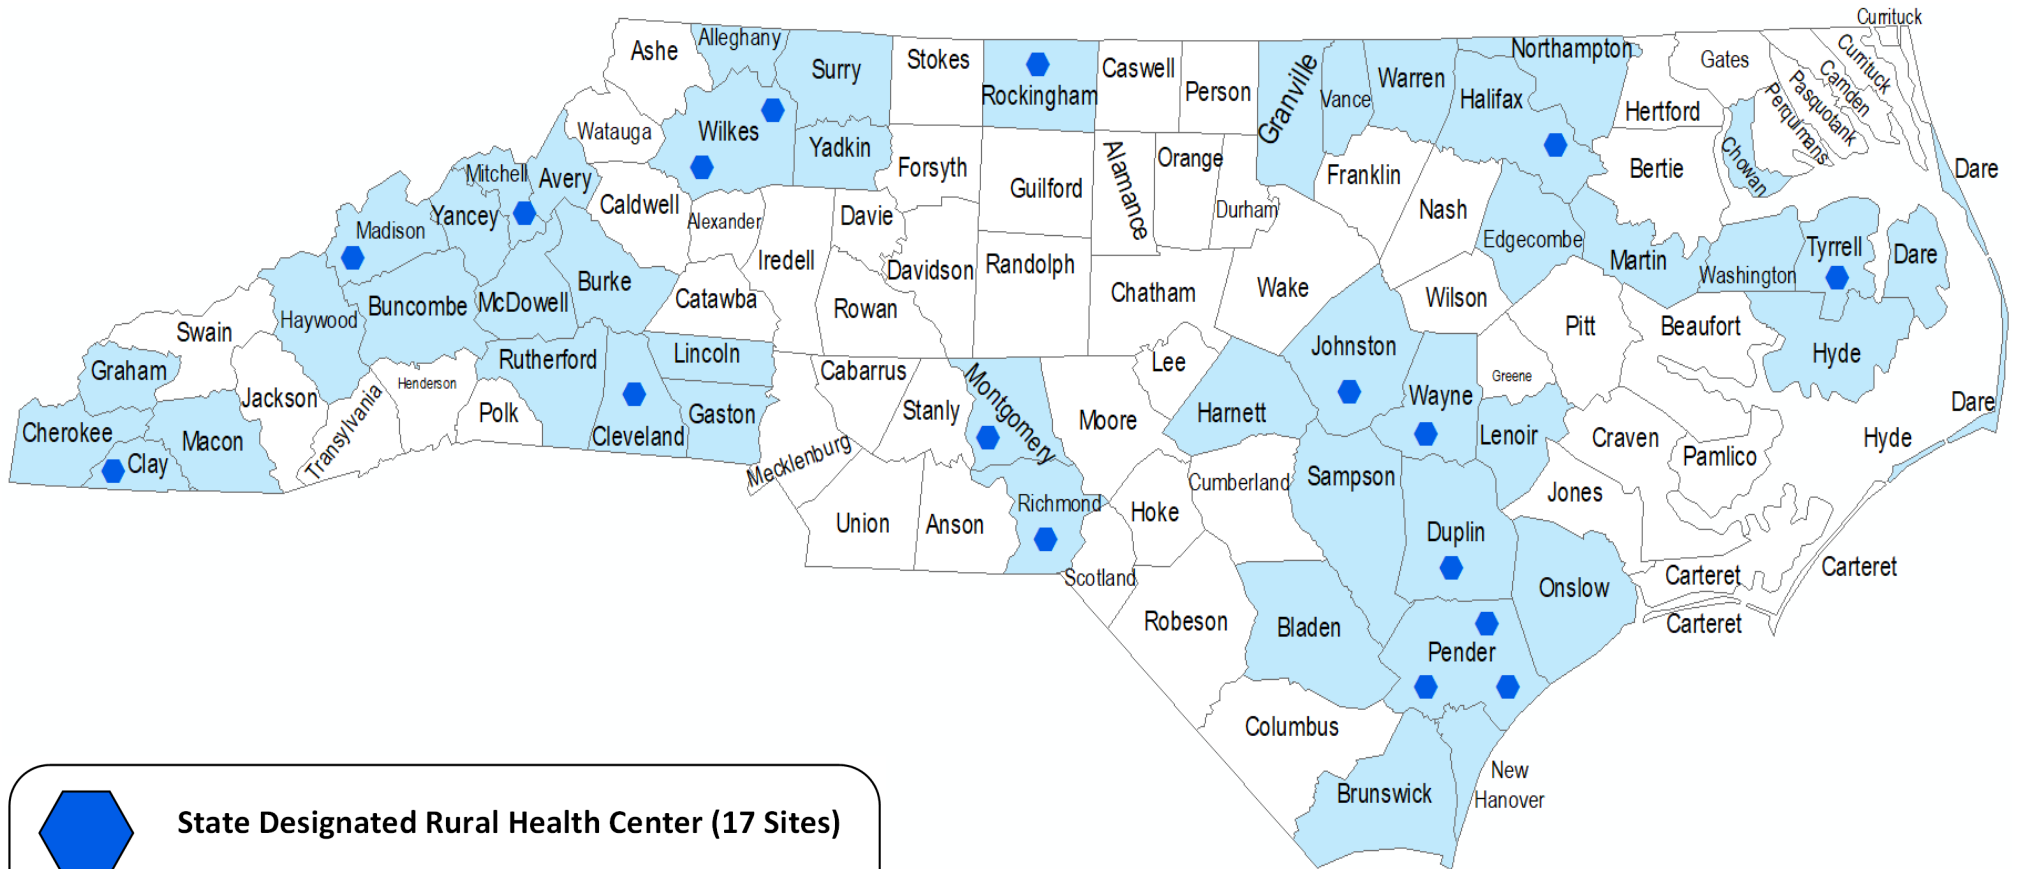 Currituck
Ashe
Alleghany
Surry
Stokes
Rockingham
Caswell
Person
Granville
Vance
Warren
Northampton
Halifax
Gates
Hertford
Currituck
Camden
Pasquotank
Perquimans
Chowan
Bertie
Dare
Watauga
Wilkes
Yadkin
Forsyth
Guilford
Alamance
Orange
Durham
Franklin
Nash
Edgecombe
Martin
Washington
Tyrrell
Dare
Mitchell
Avery
Caldwell
Alexander
Iredell
Davie
Davidson
Randolph
Chatham
Wake
Wilson
Pitt
Beaufort
Hyde
Madison
Yancey
Burke
McDowell
Buncombe
Haywood
Catawba
Rowan
Swain
Graham
Jackson
Transylvania
Henderson
Polk
Rutherford
Cleveland
Lincoln
Gaston
Cabarrus
Stanly
Montgomery
Moore
Lee
Harnett
Johnston
Wayne
Greene
Lenoir
Craven
Pamlico
Hyde
Dare
Cherokee
Clay
Macon
Mecklenburg
Union
Anson
Richmond
Hoke
Cumberland
Sampson
Duplin
Jones
Onslow
Carteret
Carteret
Carteret
Scotland
Robeson
Bladen
Pender
Columbus
Brunswick
New
Hanover
State Designated Rural Health Center (17 Sites)